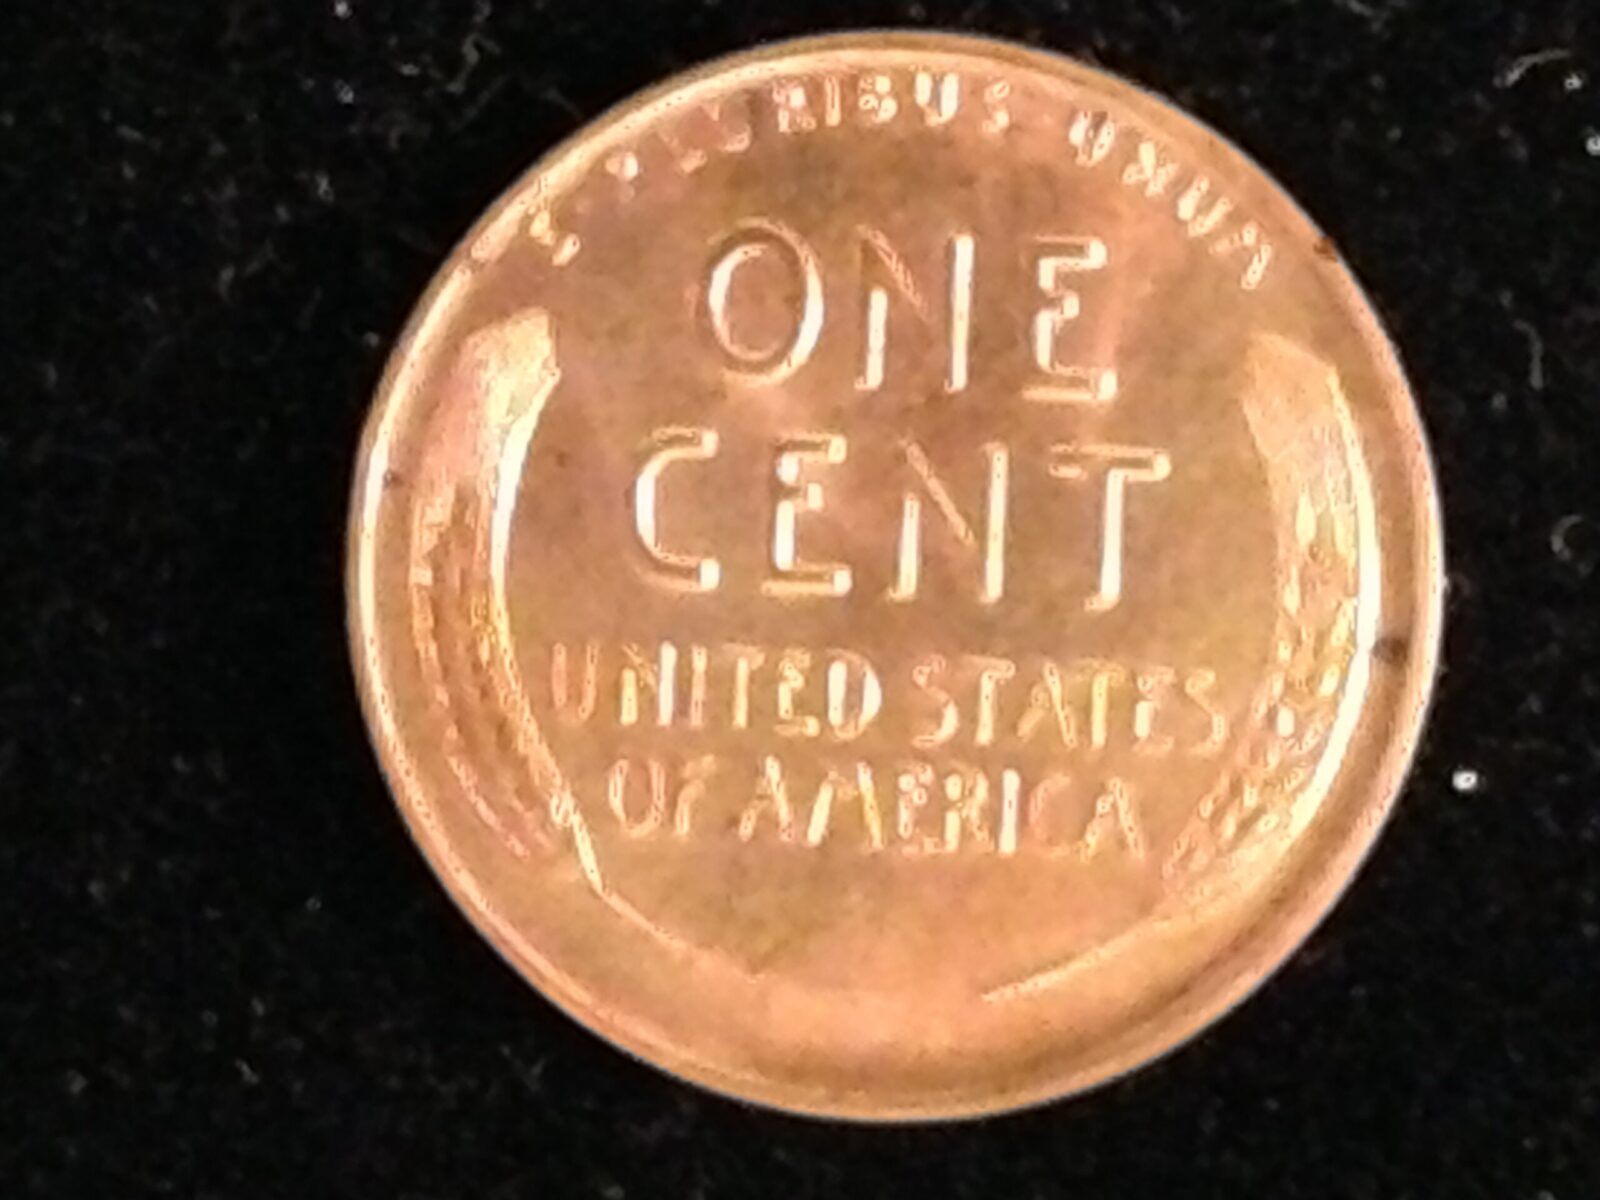 E · PLURIBUS · UNUM
ONE
CENT
UNITED STATES
OF AMERICA